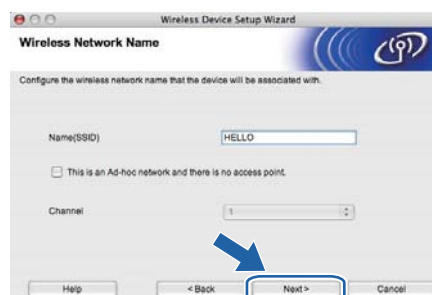 Wireless Device Setup Wizard
Wireless Network Name
Configure the wireless network name that the device will be associated with.
Name(SSID) HELLO
This is an Ad-hoc network and there is no access point.
Channel 1
Help < Back Next > Cancel